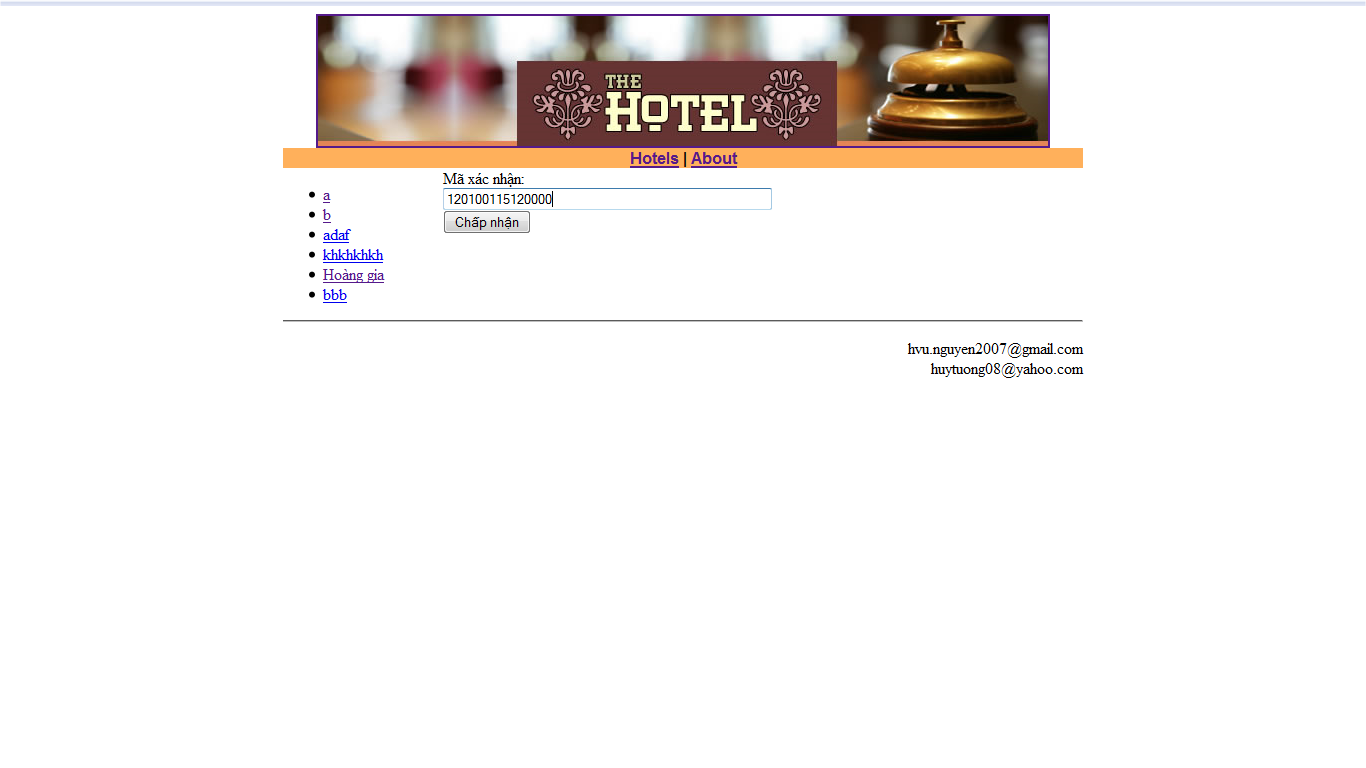 THE
HOTEL
Hotels | About
a
b
adaf
khkhkhkh
Hoàng gia
bbb
Mã xác nhận:
120100115120000
Chấp nhận
hvu.nguyen2007@gmail.com
huytuong08@yahoo.com